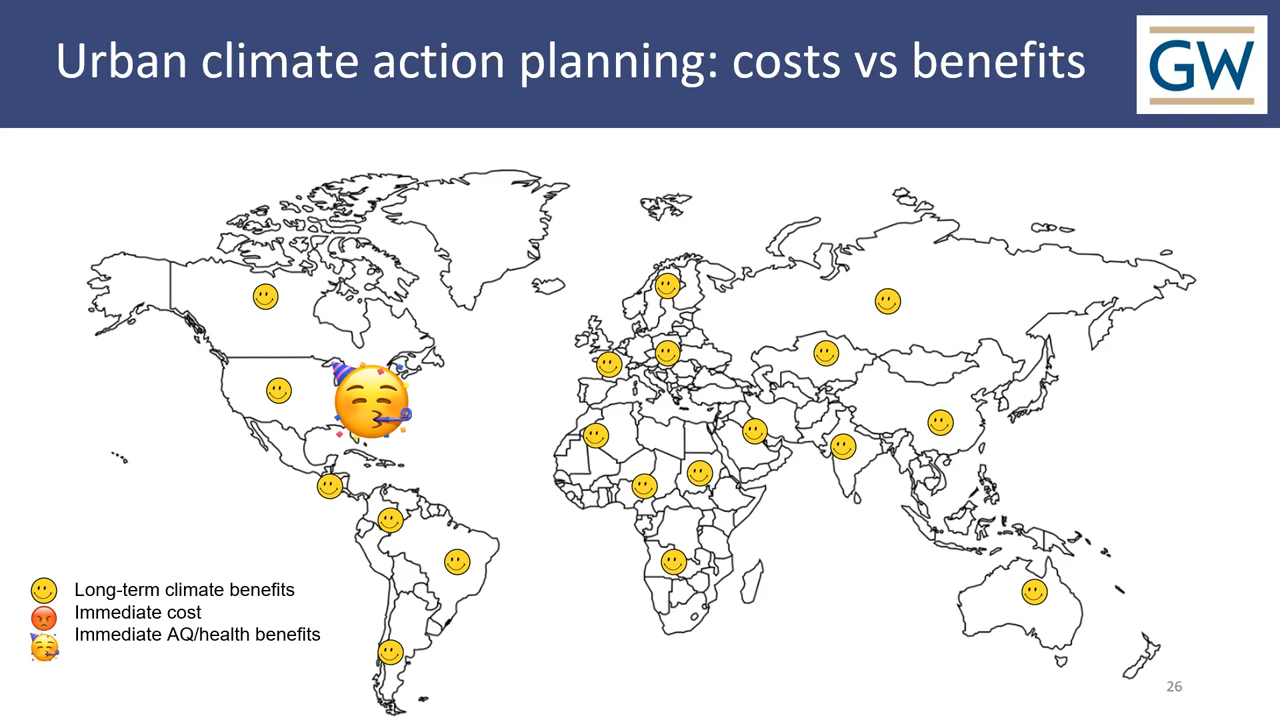 Urban climate action planning: costs vs benefits
GW
Long-term climate benefits
Immediate cost
Immediate AQ/health benefits
26